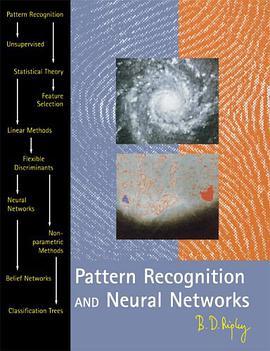 Pattern Recognition
Unsupervised
Statistical Theory
Feature
Selection
Linear Methods
Flexible
Discriminants
Neural
Networks
Non-
parametric
Methods
Belief Networks
Classification Trees
Pattern Recognition
AND Neural Networks
B.D. Ripley